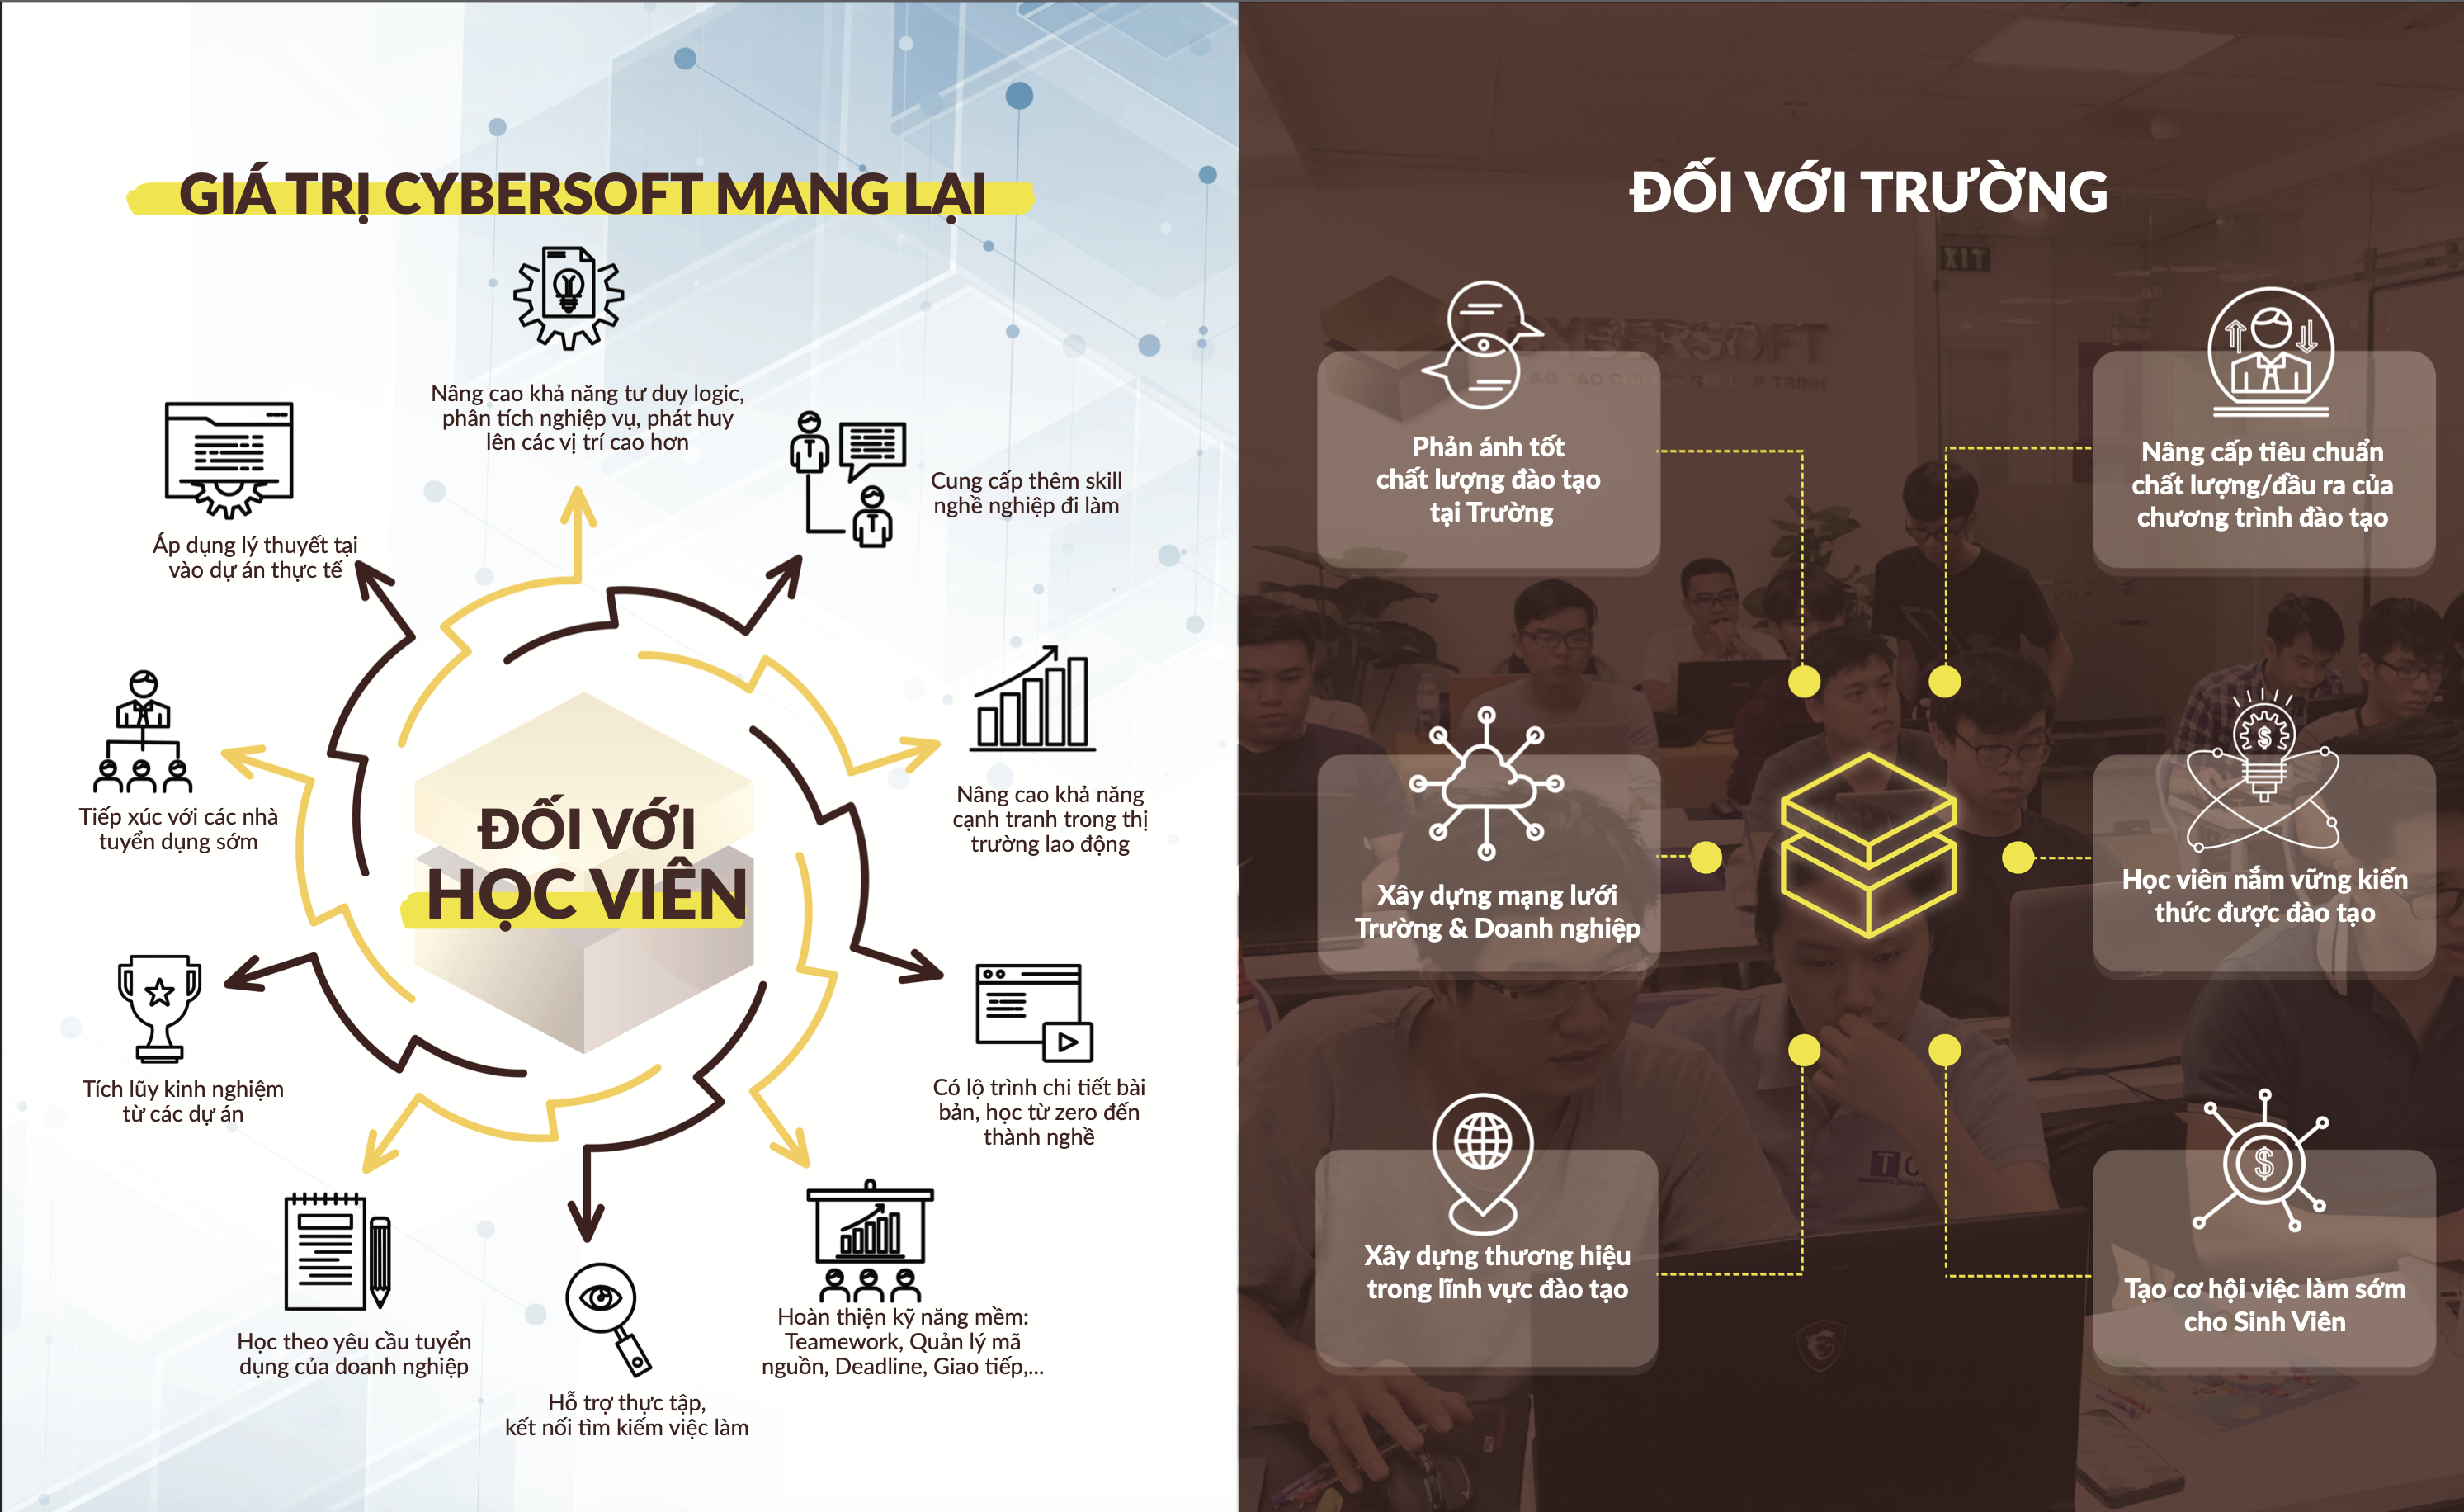 GIÁ TRỊ CYBERSOFT MANG LẠI
Nâng cao khả năng tư duy logic,
phân tích nghiệp vụ, phát huy
lên các vị trí cao hơn
Cung cấp thêm skill
nghề nghiệp đi làm
Áp dụng lý thuyết tại
vào dự án thực tế
Nâng cao khả năng
cạnh tranh trong thị
trường lao động
Tiếp xúc với các nhà
tuyển dụng sớm
ĐỐI VỚI
HỌC VIÊN
Tích lũy kinh nghiệm
từ các dự án
Có lộ trình chi tiết bài
bản, học từ zero đến
thành nghề
Học theo yêu cầu tuyển
dụng của doanh nghiệp
Hỗ trợ thực tập,
kết nối tìm kiếm việc làm
Hoàn thiện kỹ năng mềm:
Teamework, Quản lý mã
nguồn, Deadline, Giao tiếp,...
ĐỐI VỚI TRƯỜNG
CYBERSOFT
Phản ánh tốt
chất lượng đào tạo
tại Trường
Nâng cấp tiêu chuẩn
chất lượng/đầu ra của
chương trình đào tạo
Xây dựng mạng lưới
Trường & Doanh nghiệp
Học viên nắm vững kiến
thức được đào tạo
Xây dựng thương hiệu
trong lĩnh vực đào tạo
Tạo cơ hội việc làm sớm
cho Sinh Viên